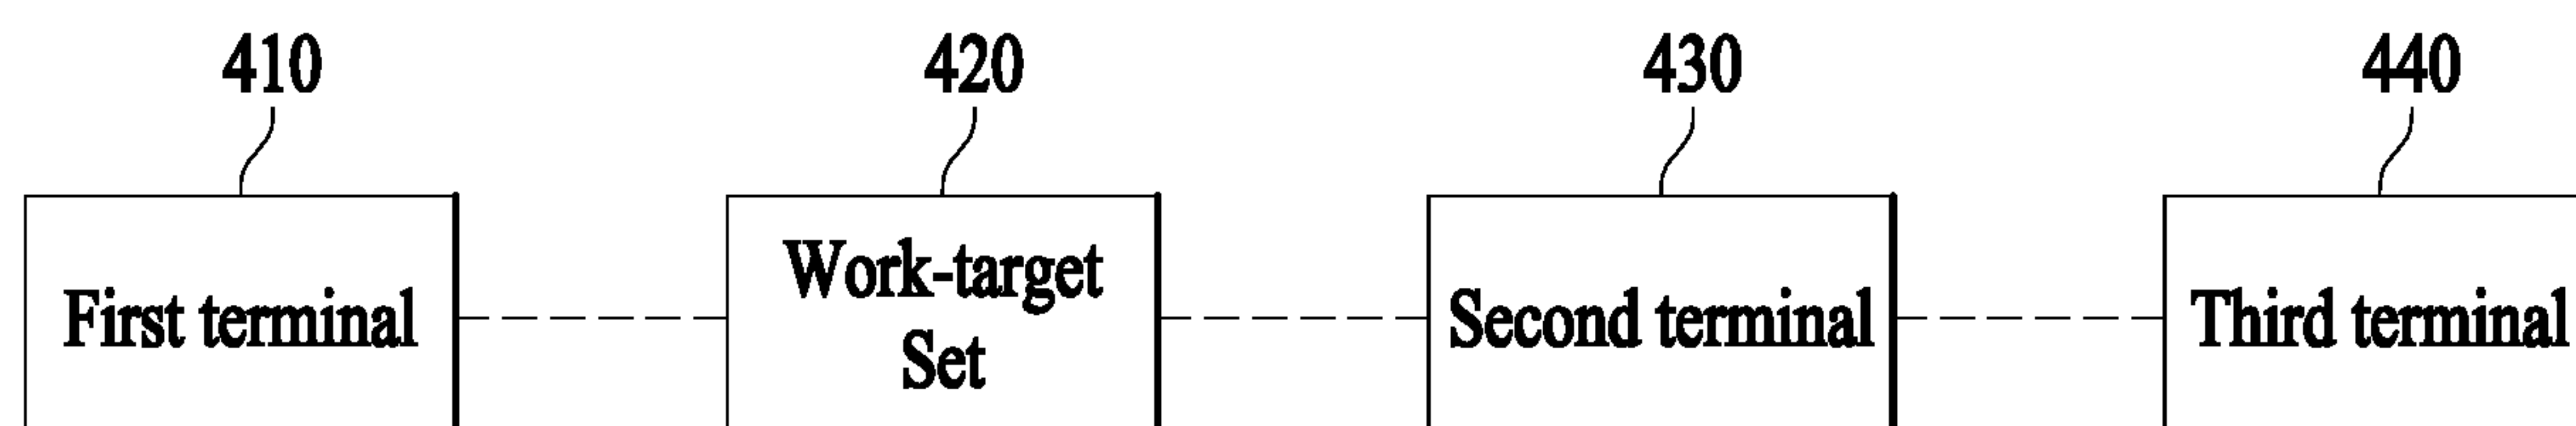 410
420
430
440
First terminal
Work-target
Set
Second terminal
Third terminal